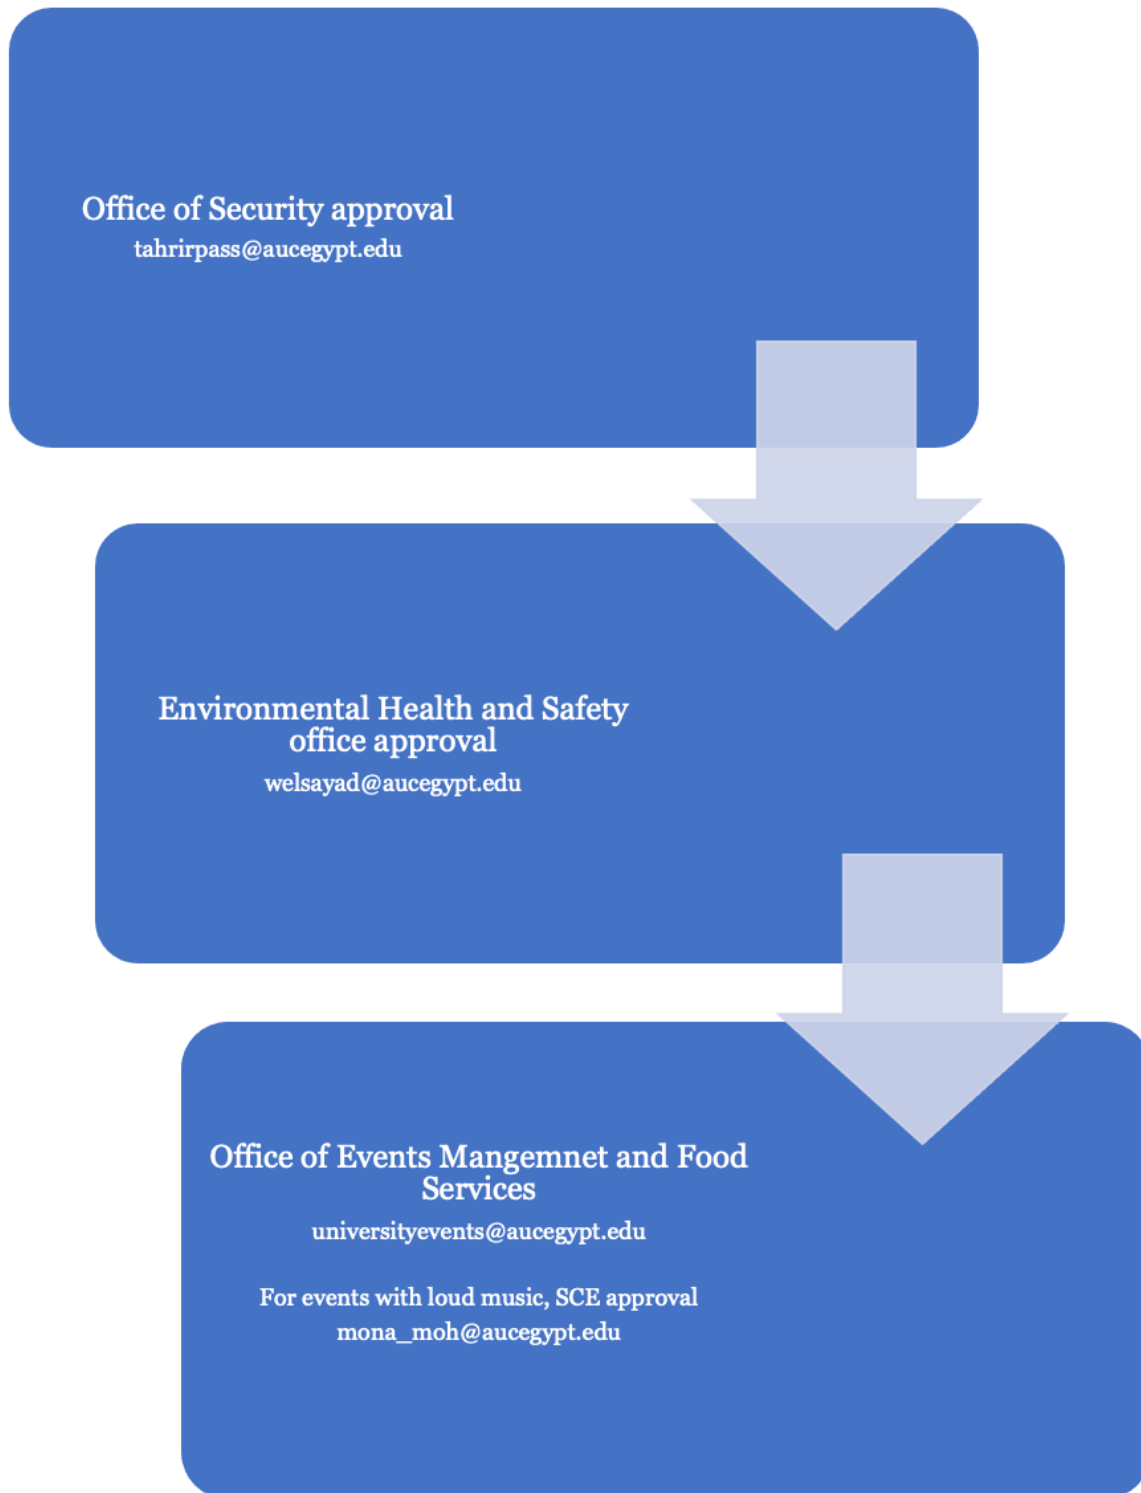 Office of Security approval
tahrirpass@aucegypt.edu
Environmental Health and Safety
office approval
welsayad@aucegypt.edu
Office of Events Mangemnet and Food
Services
universityevents@aucegypt.edu
For events with loud music, SCE approval
mona_moh@aucegypt.edu